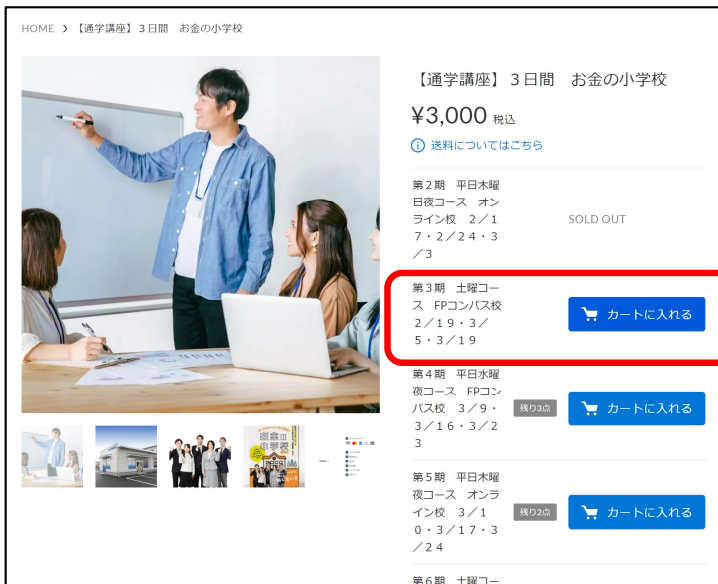 HOME > 【通学講座】3日間　お金の小学校
【通学講座】3日間　お金の小学校
¥3,000 税込
送料についてはこちら
第２期　平日木曜
日夜コース　オン
ライン校　２／１
７・２／２４・３
／３
SOLD OUT
第３期　土曜コー
ス　FPコンパス校
２／１９・３／
５・３／１９
カートに入れる
第４期　平日水曜
夜コース　FPコン
パス校　３／９・
３／１６・３／２
３
残り3点
カートに入れる
第５期　平日木曜
夜コース　オンラ
イン校　３／１
０・３／１７・３
／２４
残り2点
カートに入れる
第６期　土曜コー
お金の
小学校